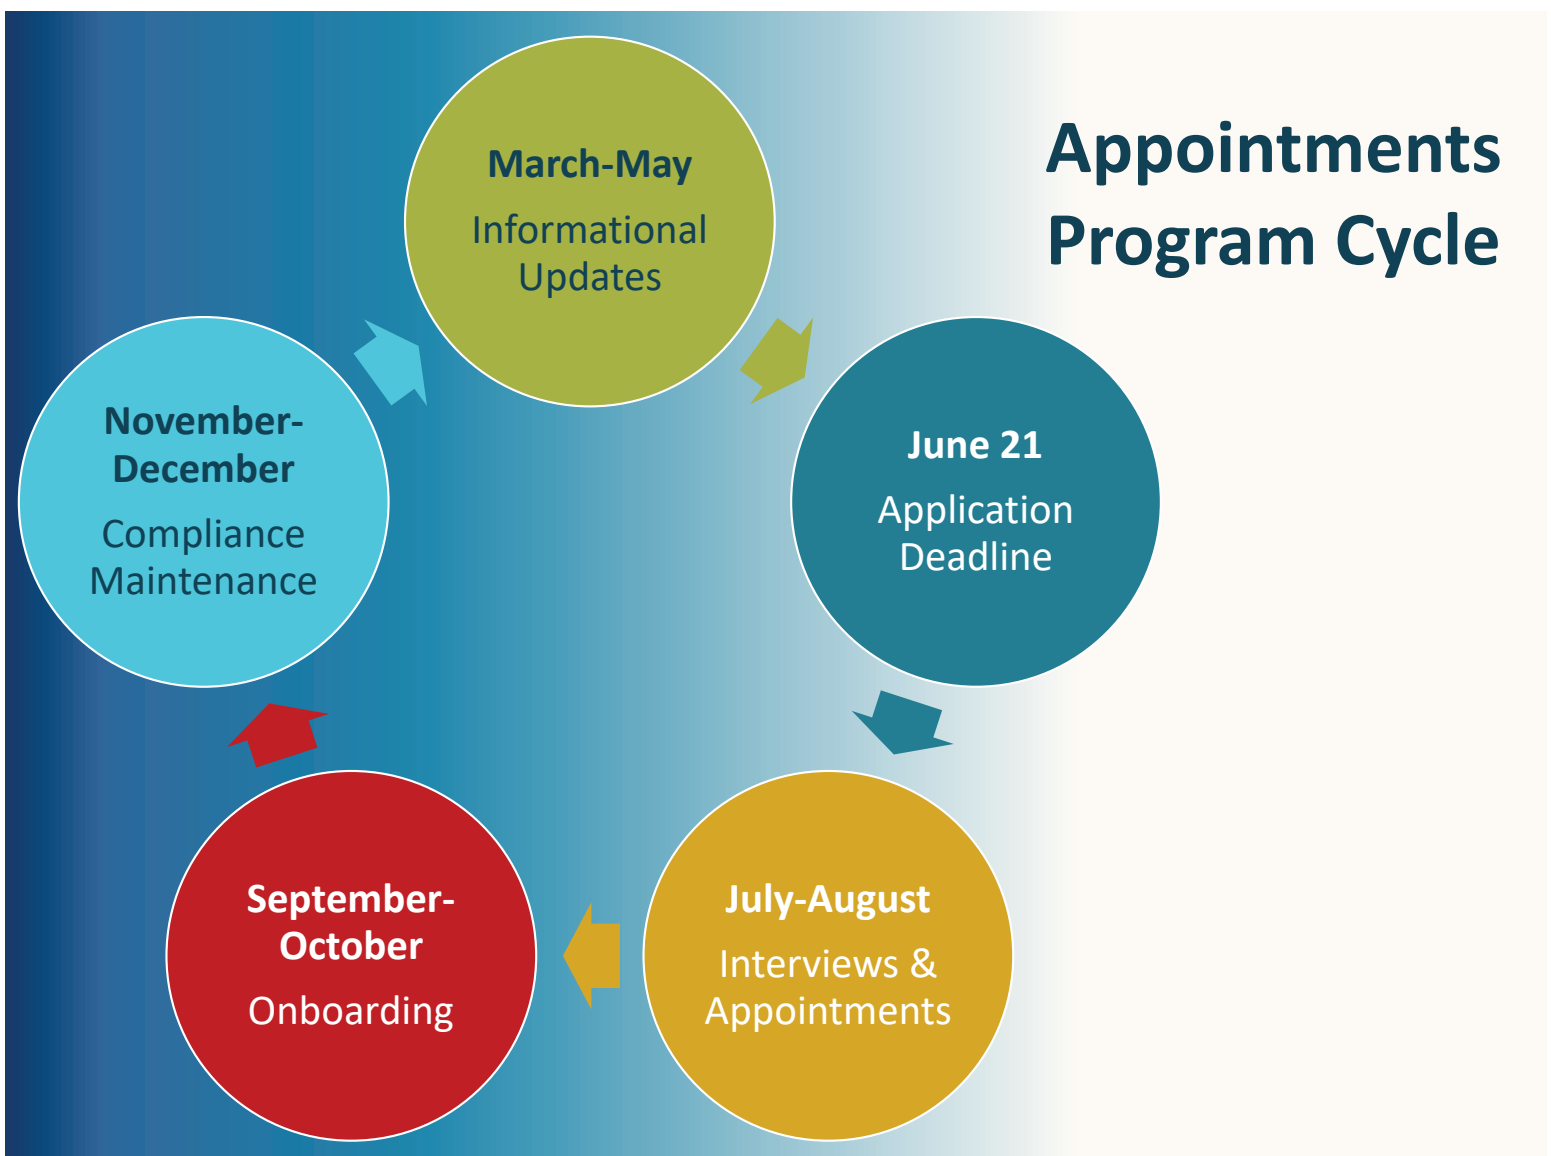 Appointments
Program Cycle
March-May
Informational
Updates
June 21
Application
Deadline
July-August
Interviews &
Appointments
September-
October
Onboarding
November-
December
Compliance
Maintenance